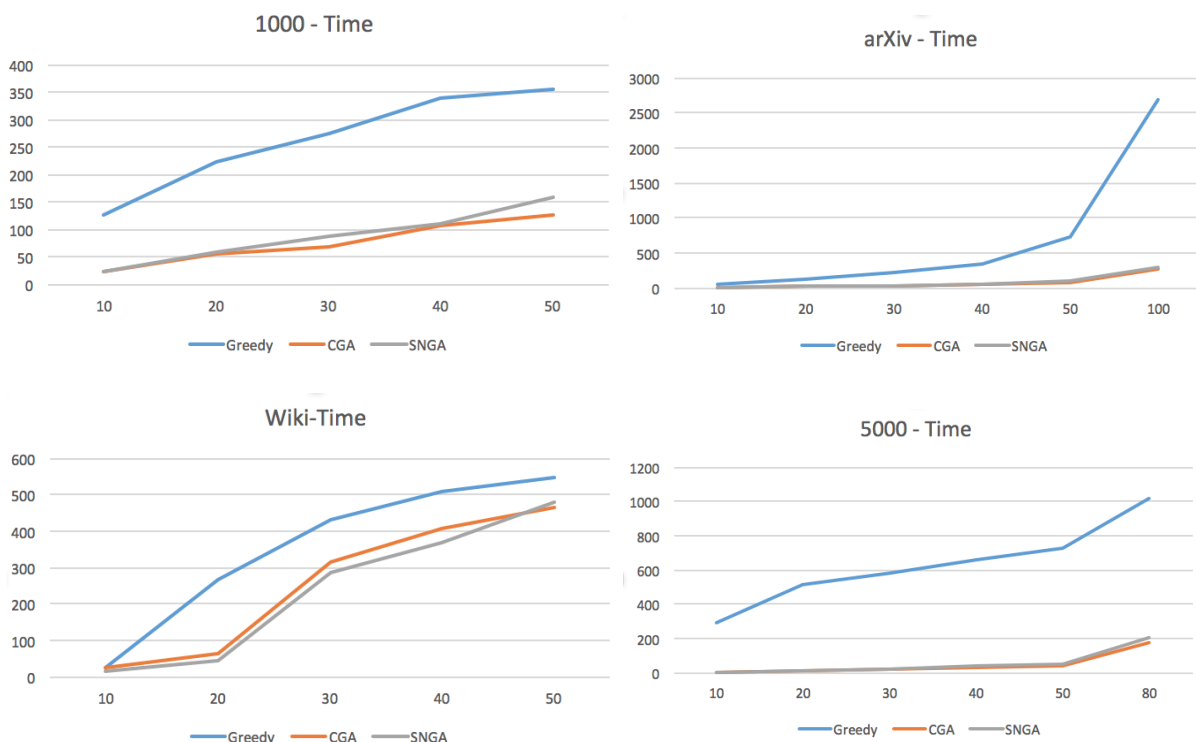 1000 - Time
400
350
300
250
200
150
100
50
0
10 20 30 40 50
Greedy CGA SNGA
arXiv - Time
3000
2500
2000
1500
1000
500
0
10 20 30 40 50 100
Greedy CGA SNGA
Wiki-Time
600
500
400
300
200
100
0
10 20 30 40 50
Greedy CGA SNGA
5000 - Time
1200
1000
800
600
400
200
0
10 20 30 40 50 80
Greedy CGA SNGA